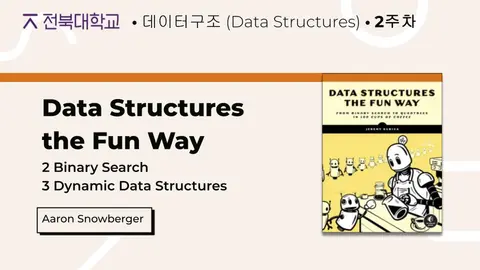 전북대학교 • 데이터구조 (Data Structures) • 2주차
Data Structures
the Fun Way
2 Binary Search
3 Dynamic Data Structures
Aaron Snowberger
DATA STRUCTURES
THE FUN WAY
FROM BINARY SEARCH TO QUADTREES
IN 100 CUPS OF COFFEE
JEREMY KUBICA